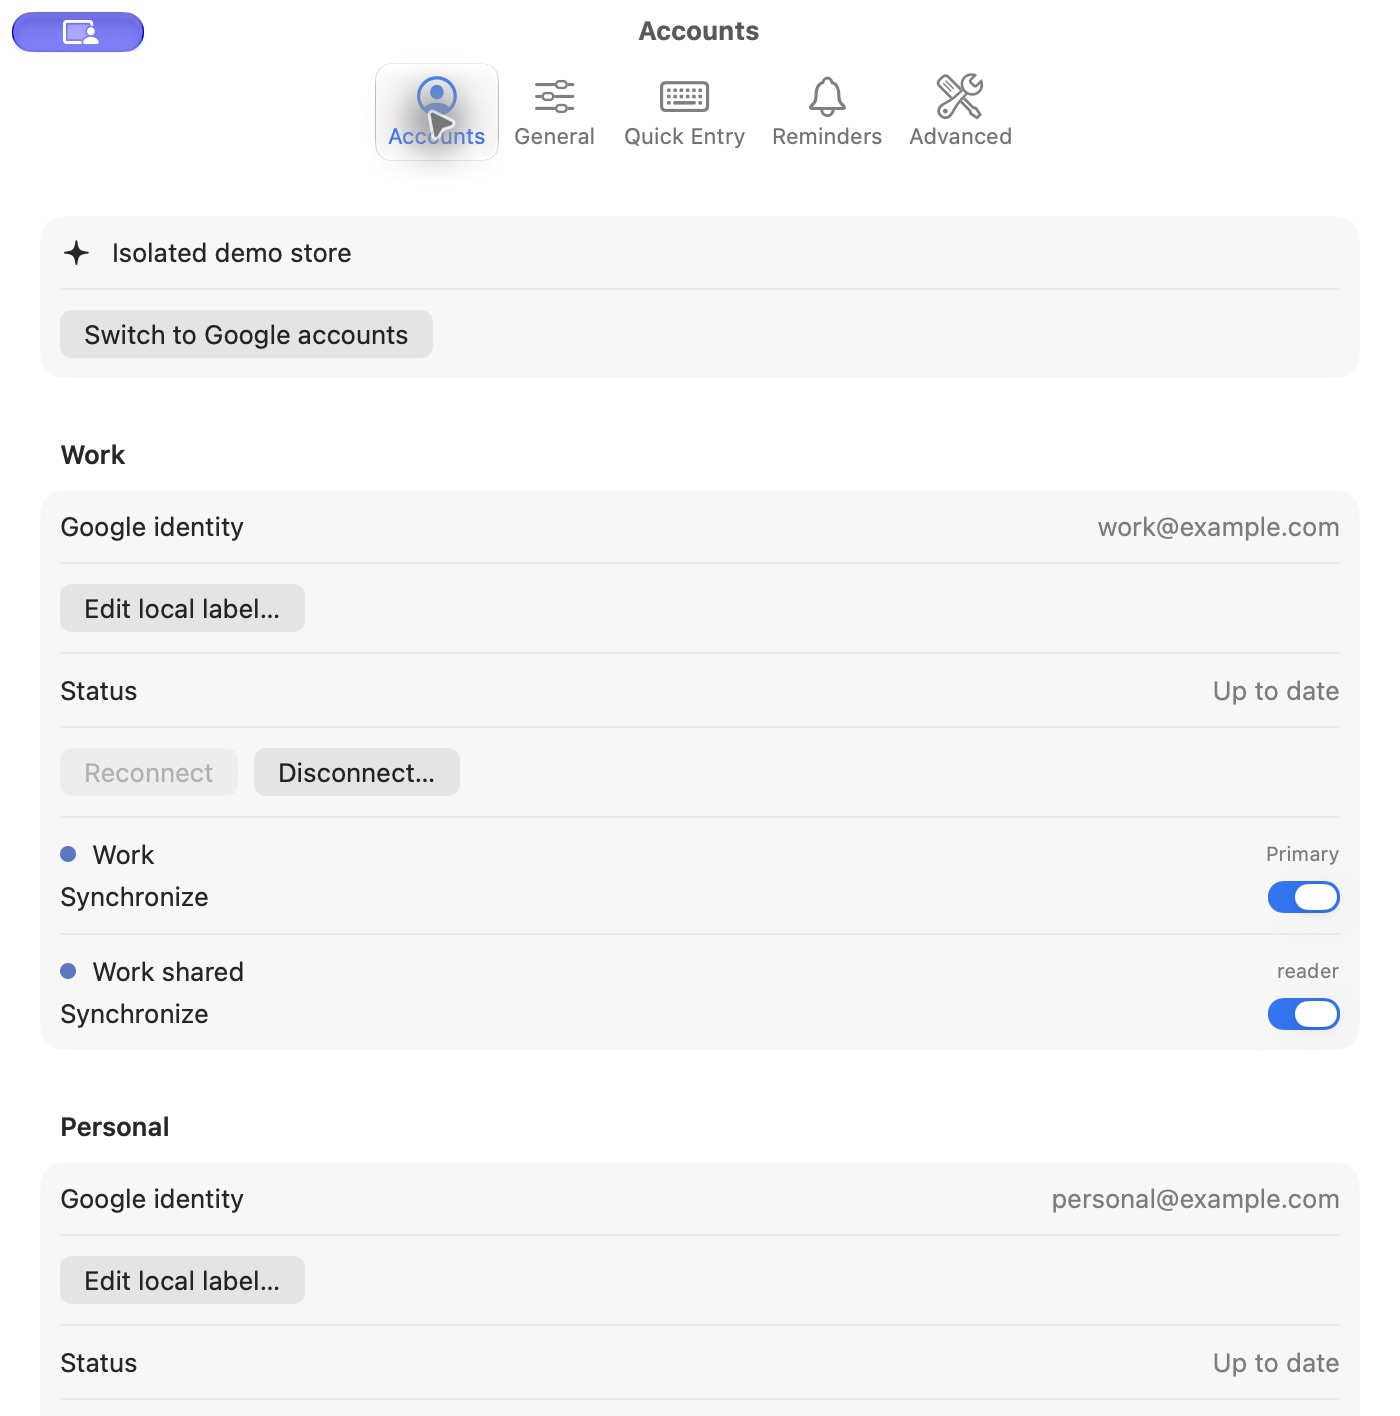 Accounts
Accounts General Quick Entry Reminders Advanced
Isolated demo store
Switch to Google accounts
Work
Google identity work@example.com
Edit local label...
Status Up to date
Reconnect Disconnect...
Work Primary
Synchronize
Work shared reader
Synchronize
Personal
Google identity personal@example.com
Edit local label...
Status Up to date